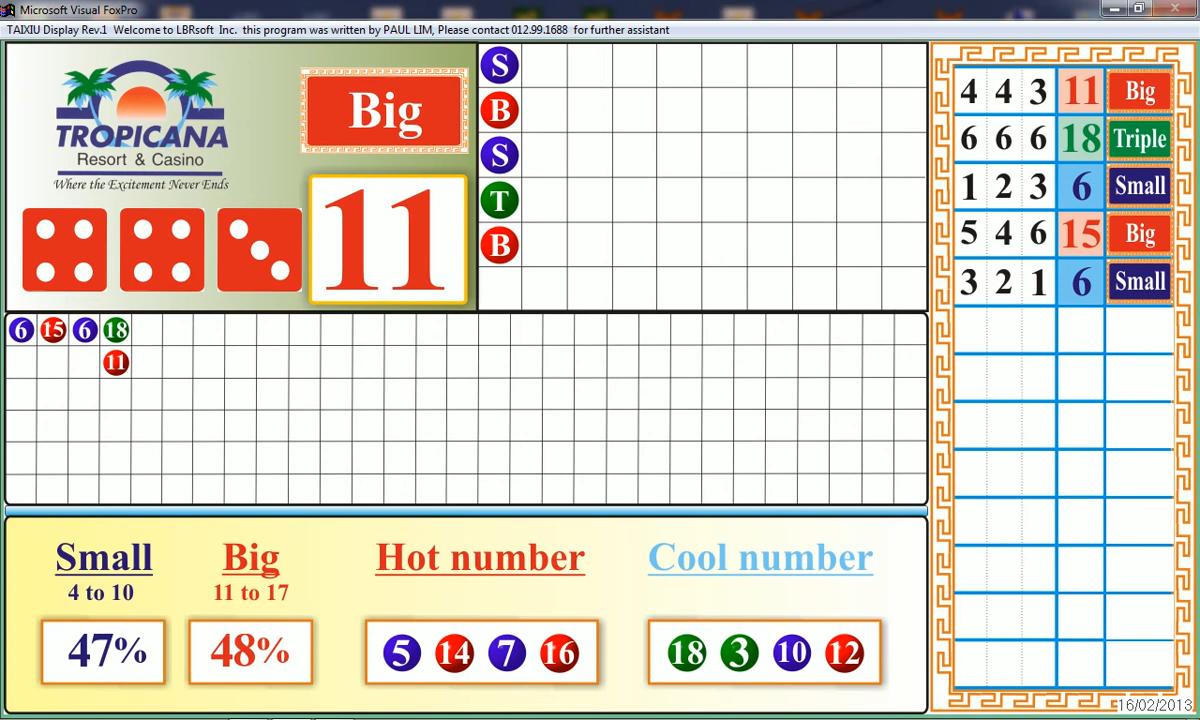 Microsoft Visual FoxPro
TAIXIU Display Rev.1 Welcome to LBRsoft Inc. this program was written by PAUL LIM, Please contact 012.99.1688 for further assistant
TROPICANA
Resort & Casino
Where the Excitement Never Ends
Big
11
S
B
S
T
B
4 4 3 11 Big
6 6 6 18 Triple
1 2 3 6 Small
5 4 6 15 Big
3 2 1 6 Small
6 15 6 18
11
Small
4 to 10
47%
Big
11 to 17
48%
Hot number
5 14 7 16
Cool number
18 3 10 12
16/02/2013